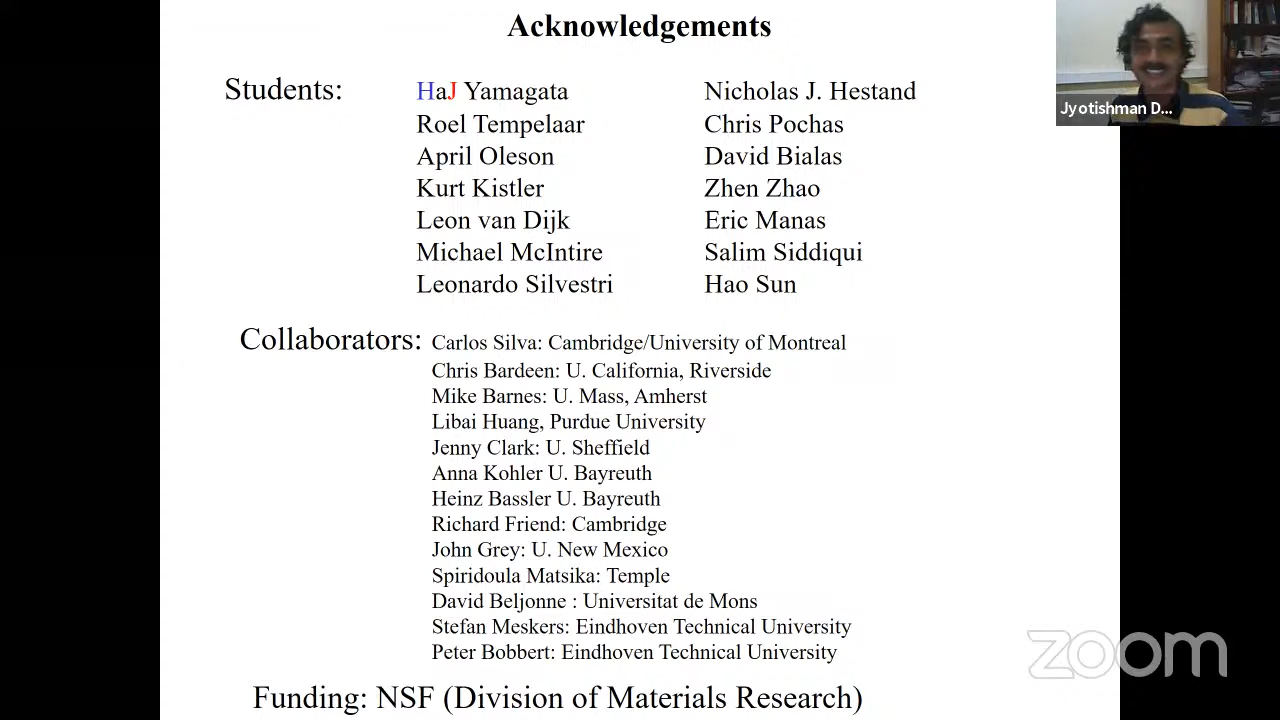 Acknowledgements
Students:
HaJ Yamagata
Nicholas J. Hestand
Roel Tempelaar
Chris Pochas
April Oleson
David Bialas
Kurt Kistler
Zhen Zhao
Leon van Dijk
Eric Manas
Michael McIntire
Salim Siddiqui
Leonardo Silvestri
Hao Sun
Collaborators: Carlos Silva: Cambridge/University of Montreal
Chris Bardeen: U. California, Riverside
Mike Barnes: U. Mass, Amherst
Libai Huang, Purdue University
Jenny Clark: U. Sheffield
Anna Kohler U. Bayreuth
Heinz Bassler U. Bayreuth
Richard Friend: Cambridge
John Grey: U. New Mexico
Spiridoula Matsika: Temple
David Beljonne : Universitat de Mons
Stefan Meskers: Eindhoven Technical University
Peter Bobbert: Eindhoven Technical University
Funding: NSF (Division of Materials Research)
Jyotishman D...
zoom